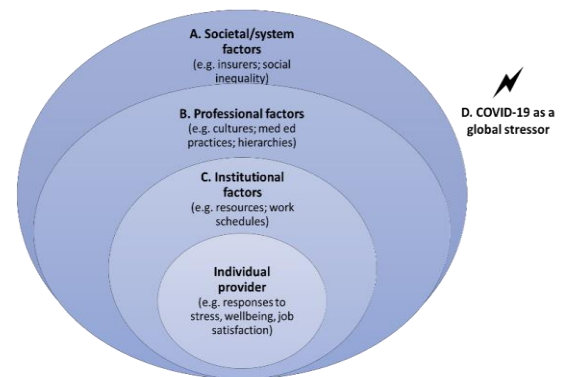 A. Societal/system
factors
(e.g. insurers; social
inequality)
D. COVID-19 as a
global stressor
B. Professional factors
(e.g. cultures; med ed
practices; hierarchies)
C. Institutional
factors
(e.g. resources; work
schedules)
Individual
provider
(e.g. responses to
stress, wellbeing, job
satisfaction)